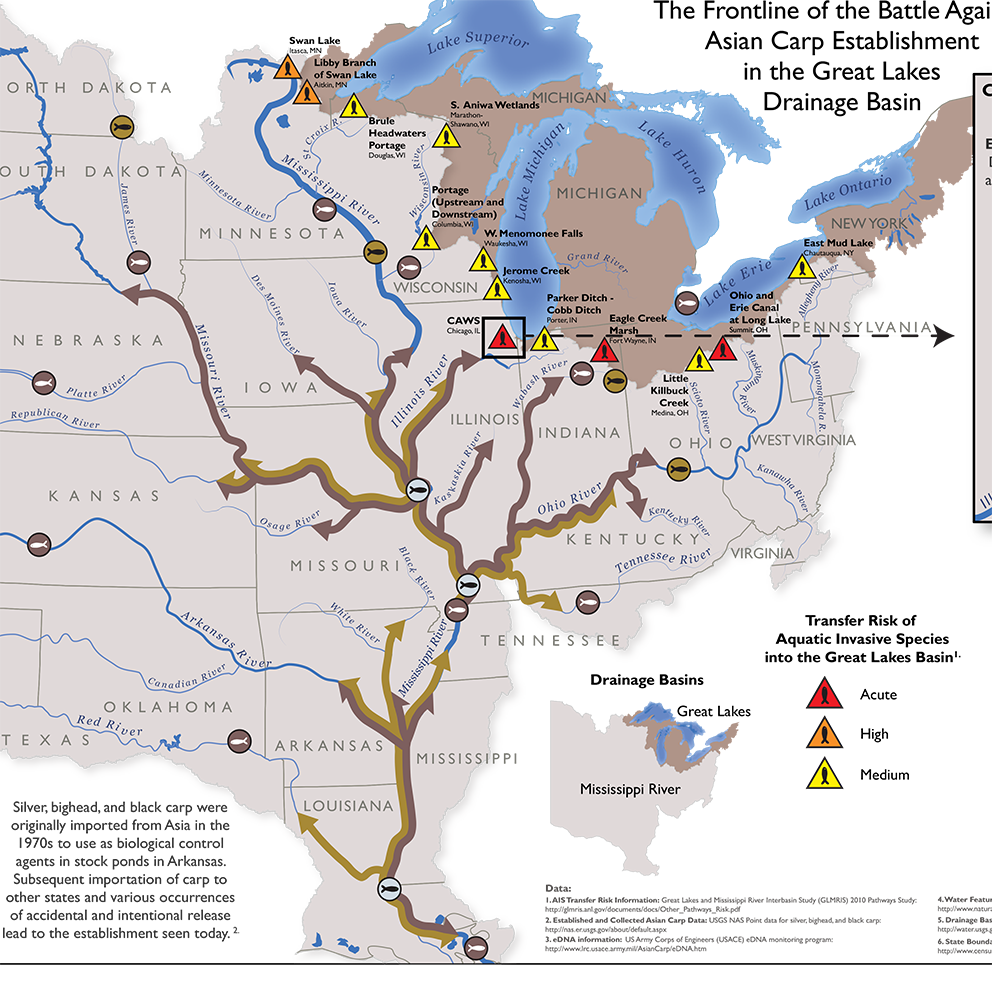 The Frontline of the Battle Agai
Asian Carp Establishment
in the Great Lakes
Drainage Basin
Swan Lake
Itasca, MN
Libby Branch
of Swan Lake
Aitkin, MN
Lake Superior
ORTH DAKOTA
MICHIGAN
S. Aniwa Wetlands
Marathon-
Shawano, WI
Brule
Headwaters
Portage
Douglas, WI
St. Croix R.
Lake Michigan
Lake Huron
OUTH DAKOTA
James River
Minnesota River
Mississippi River
Wisconsin River
MICHIGAN
Lake Ontario
NEW YORK
Portage
(Upstream and
Downstream)
Columbia, WI
MINNESOTA
W. Menomonee Falls
Waukesha, WI
East Mud Lake
Chautauqua, NY
Grand River
Lake Erie
Allegheny River
Jerome Creek
Kenosha, WI
WISCONSIN
Des Moines River
Iowa River
Parker Ditch -
Cobb Ditch
Porter, IN
Ohio and
Erie Canal
at Long Lake
Summit, OH
CAWS
Chicago, IL
Eagle Creek
Marsh
Fort Wayne, IN
PENNSYLVANIA
NEBRASKA
Missouri River
Platte River
IOWA
Illinois River
Wabash River
Little
Killbuck
Creek
Medina, OH
Scioto River
Muskingum River
Monongahela R.
Republican River
ILLINOIS
INDIANA
OHIO
WEST VIRGINIA
Kaskaskia River
Kanawha River
KANSAS
Osage River
Ohio River
Kentucky River
KENTUCKY
Tennessee River
VIRGINIA
MISSOURI
Black River
White River
Arkansas River
Mississippi River
TENNESSEE
Canadian River
OKLAHOMA
Red River
TEXAS
ARKANSAS
MISSISSIPPI
LOUISIANA
Transfer Risk of
Aquatic Invasive Species
into the Great Lakes Basin1.
Acute
High
Medium
Drainage Basins
Great Lakes
Mississippi River
Silver, bighead, and black carp were
originally imported from Asia in the
1970s to use as biological control
agents in stock ponds in Arkansas.
Subsequent importation of carp to
other states and various occurrences
of accidental and intentional release
lead to the establishment seen today. 2.
Data:
1. AIS Transfer Risk Information: Great Lakes and Mississippi River Interbasin Study (GLMRIS) 2010 Pathways Study:
http://glmris.anl.gov/documents/docs/Other_Pathways_Risk.pdf
2. Established and Collected Asian Carp Data: USGS NAS Point data for silver, bighead, and black carp:
http://nas.er.usgs.gov/about/default.aspx
3. eDNA information: US Army Corps of Engineers (USACE) eDNA monitoring program:
http://www.lrc.usace.army.mil/AsianCarp/eDNA.htm
4. Water Featur
http://www.natura
5. Drainage Bas
http://water.usgs.g
6. State Bounda
http://www.censu
Ill